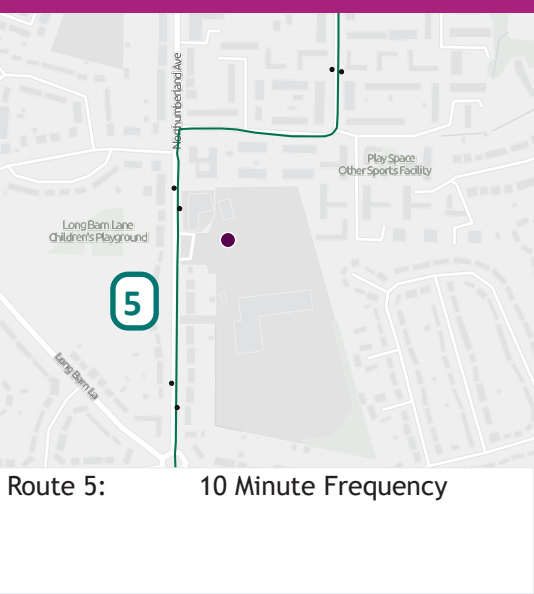 Northumberland Ave
Play Space
Other Sports Facility
Long Barn Lane
Children's Playground
5
Long Barn La
Route 5: 10 Minute Frequency